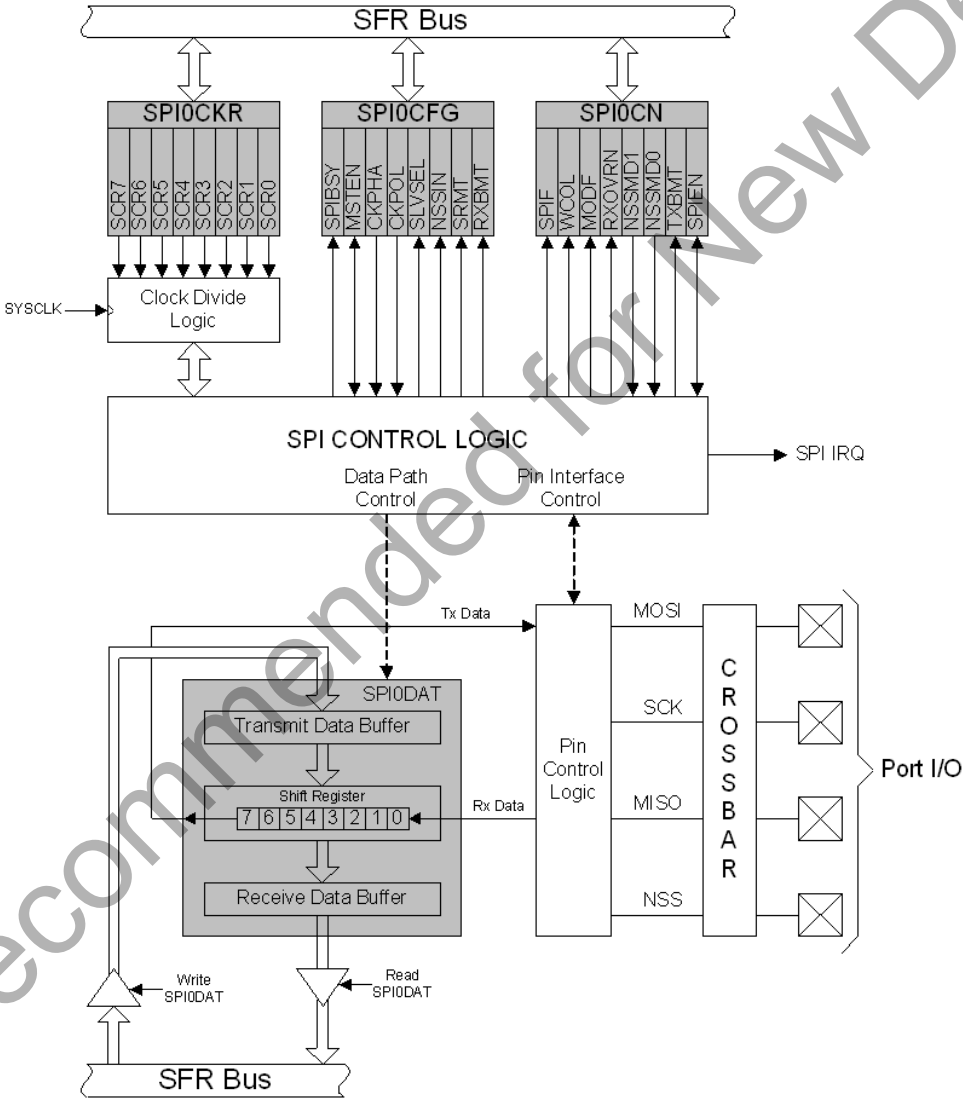 SFR Bus
SPI0CKR
SPI0CFG
SPI0CN
SCR7
SCR6
SCR5
SCR4
SCR3
SCR2
SCR1
SCR0
SPIBSY
MSTEN
CKPHA
CKPOL
SLVSEL
NSSIN
SRMT
RXBMT
SPIF
WCOL
MODF
RXOVRN
NSSMD1
NSSMD0
TXBMT
SPIEN
SYSCLK
Clock Divide
Logic
SPI CONTROL LOGIC
Data Path
Control
Pin Interface
Control
SPI IRQ
Tx Data
MOSI
SPI0DAT
Transmit Data Buffer
SCK
Shift Register
7 6 5 4 3 2 1 0
Rx Data
Pin
Control
Logic
MISO
CROSSBAR
Port I/O
Receive Data Buffer
NSS
Write
SPI0DAT
Read
SPI0DAT
SFR Bus
ecommended for New De